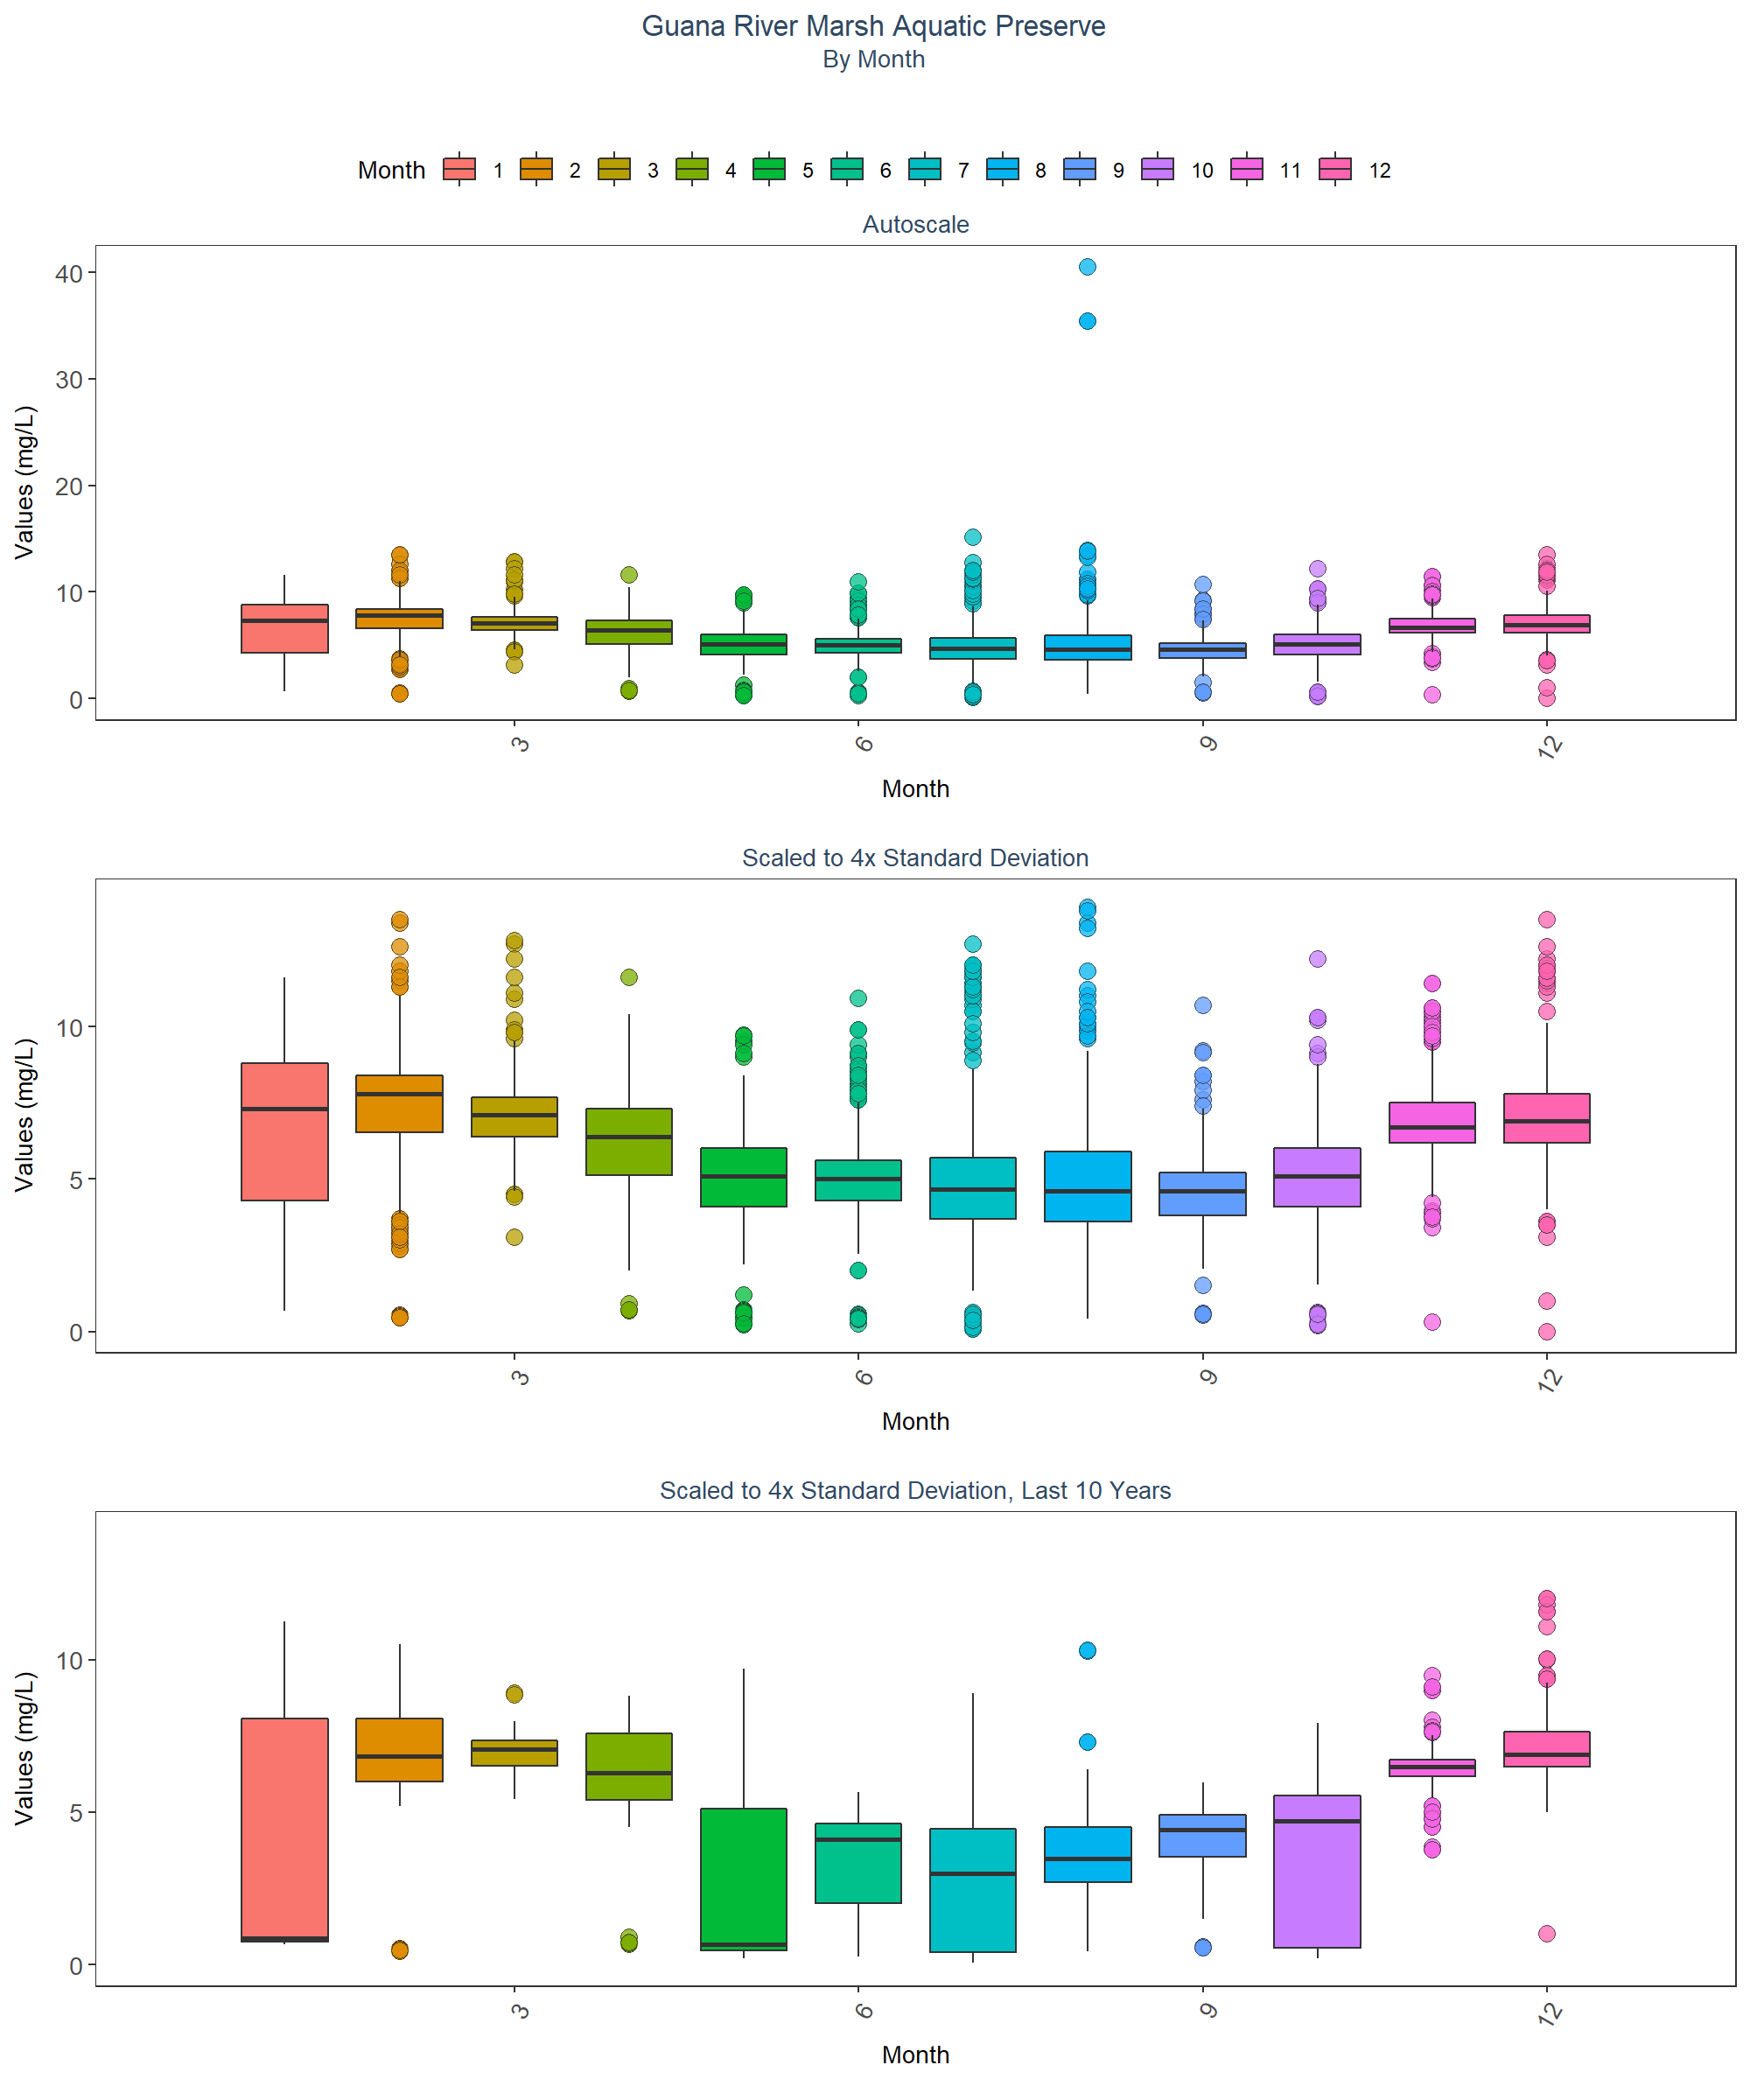 Guana River Marsh Aquatic Preserve
By Month
Month 1 2 3 4 5 6 7 8 9 10 11 12
Autoscale
Values (mg/L)
40
30
20
10
0
3 6 9 12
Month
Scaled to 4x Standard Deviation
Values (mg/L)
10
5
0
3 6 9 12
Month
Scaled to 4x Standard Deviation, Last 10 Years
Values (mg/L)
10
5
0
3 6 9 12
Month